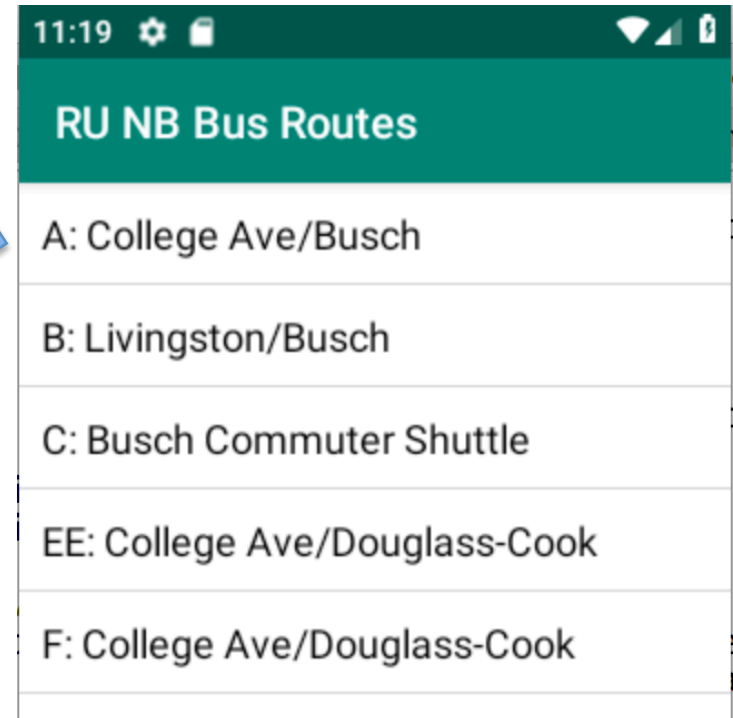 11:19
RU NB Bus Routes
A: College Ave/Busch
B: Livingston/Busch
C: Busch Commuter Shuttle
EE: College Ave/Douglass-Cook
F: College Ave/Douglass-Cook